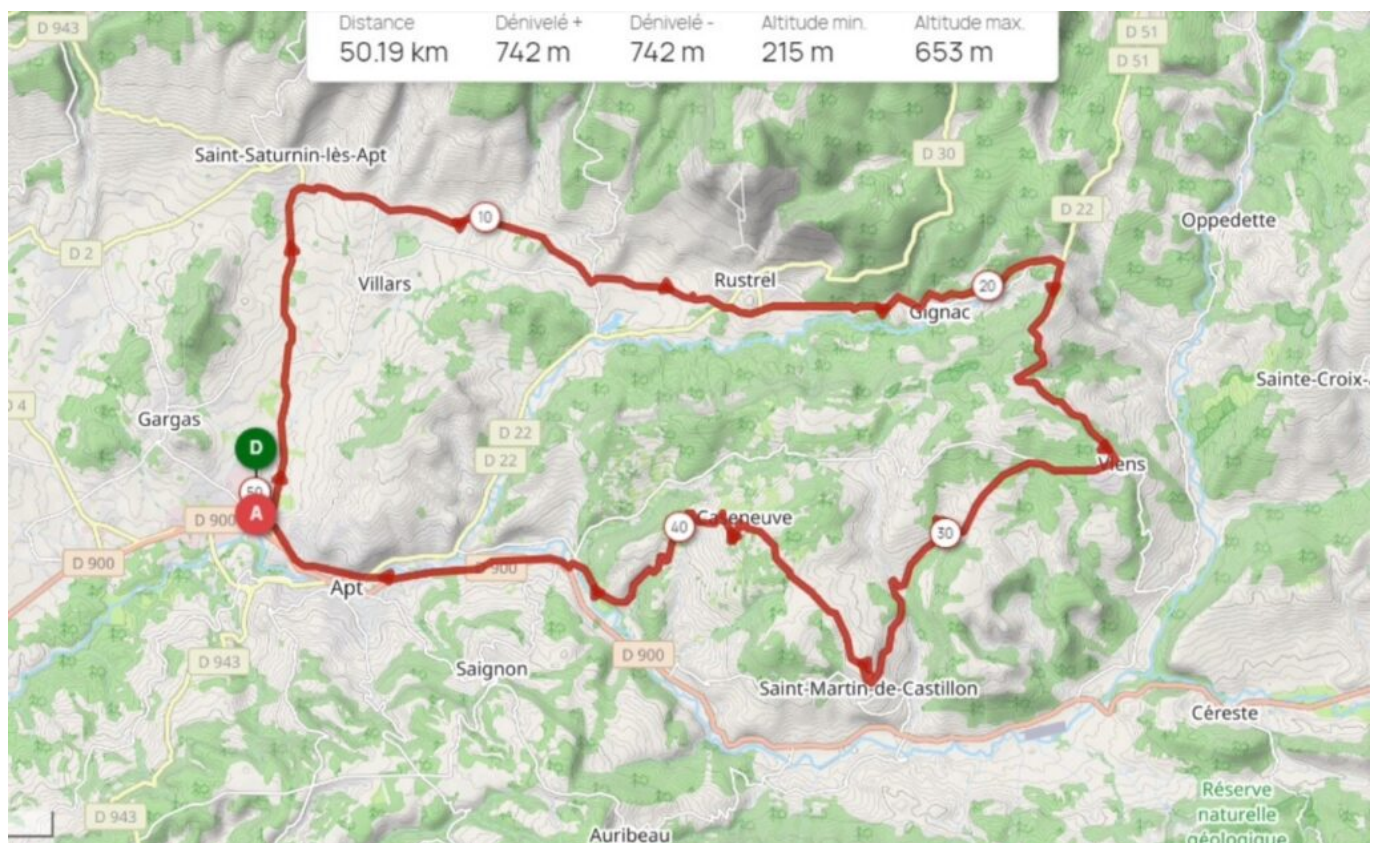 Distance
50.19 km
Dénivelé +
742 m
Dénivelé -
742 m
Altitude min.
215 m
Altitude max.
653 m
D 943
D 51
D 51
Saint-Saturnin-lès-Apt
D 30
D 22
10
Oppedette
D 2
Villars
Rustrel
20
Gignac
Sainte-Croix-
D 4
Gargas
D 22
D
D 22
Viens
50
A
D 900
40
Caseneuve
30
D 900
900
Apt
D 943
Saignon
D 900
Saint-Martin-de-Castillon
Céreste
Réserve
naturelle
géologique
D 943
Auribeau